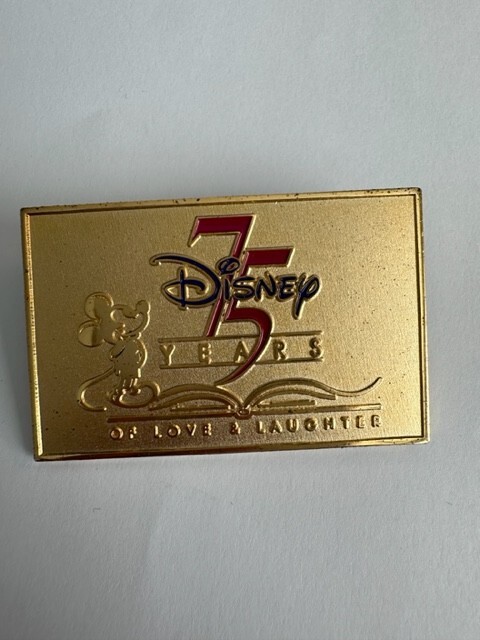 75
Disney
YEARS
OF LOVE & LAUGHTER